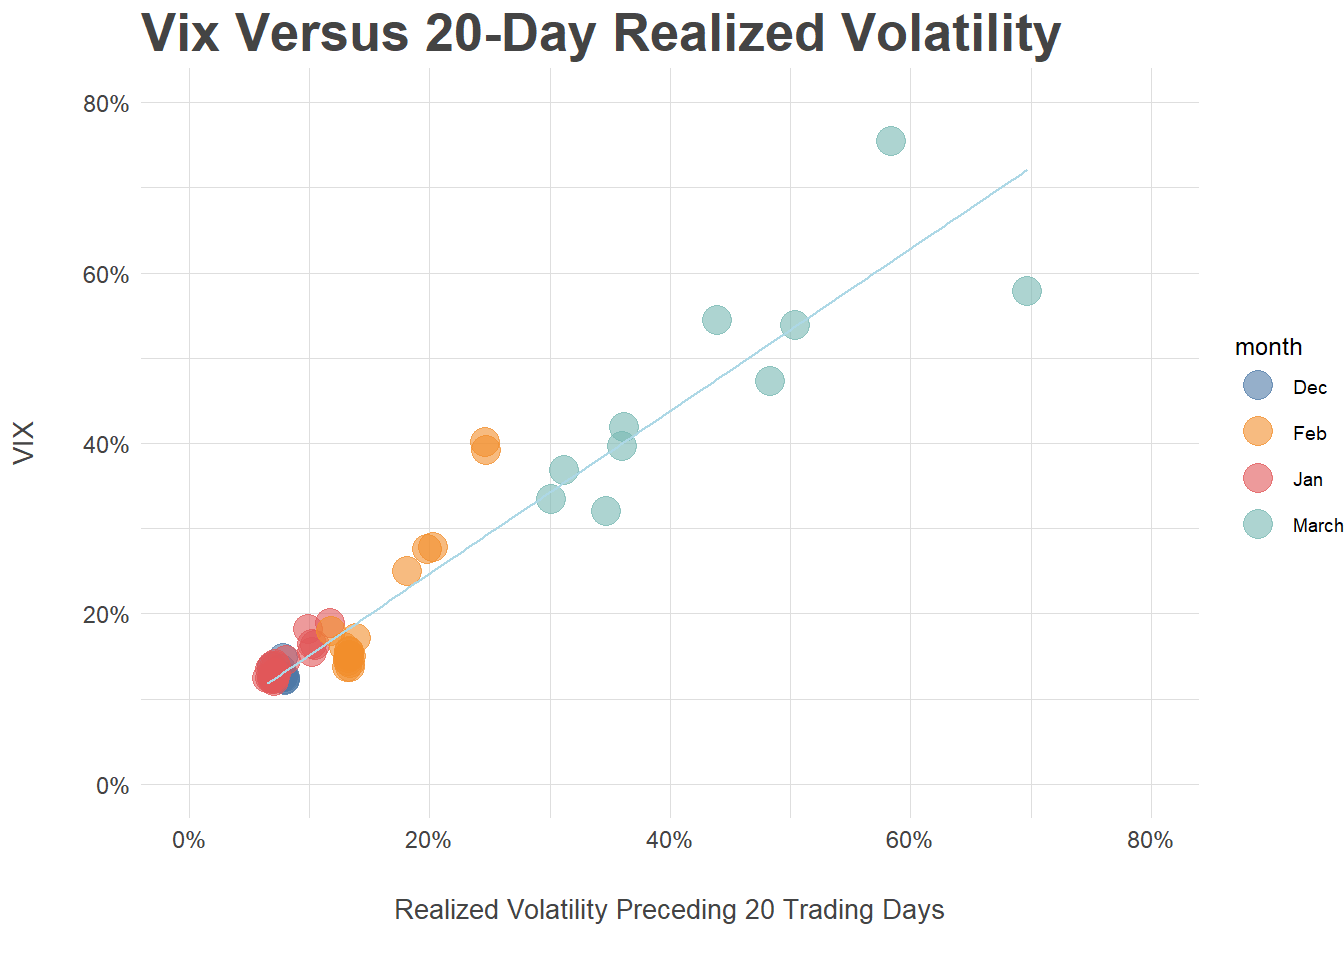 Vix Versus 20-Day Realized Volatility
80%
60%
40%
20%
0%
VIX
0% 20% 40% 60% 80%
Realized Volatility Preceding 20 Trading Days
month
Dec
Feb
Jan
March